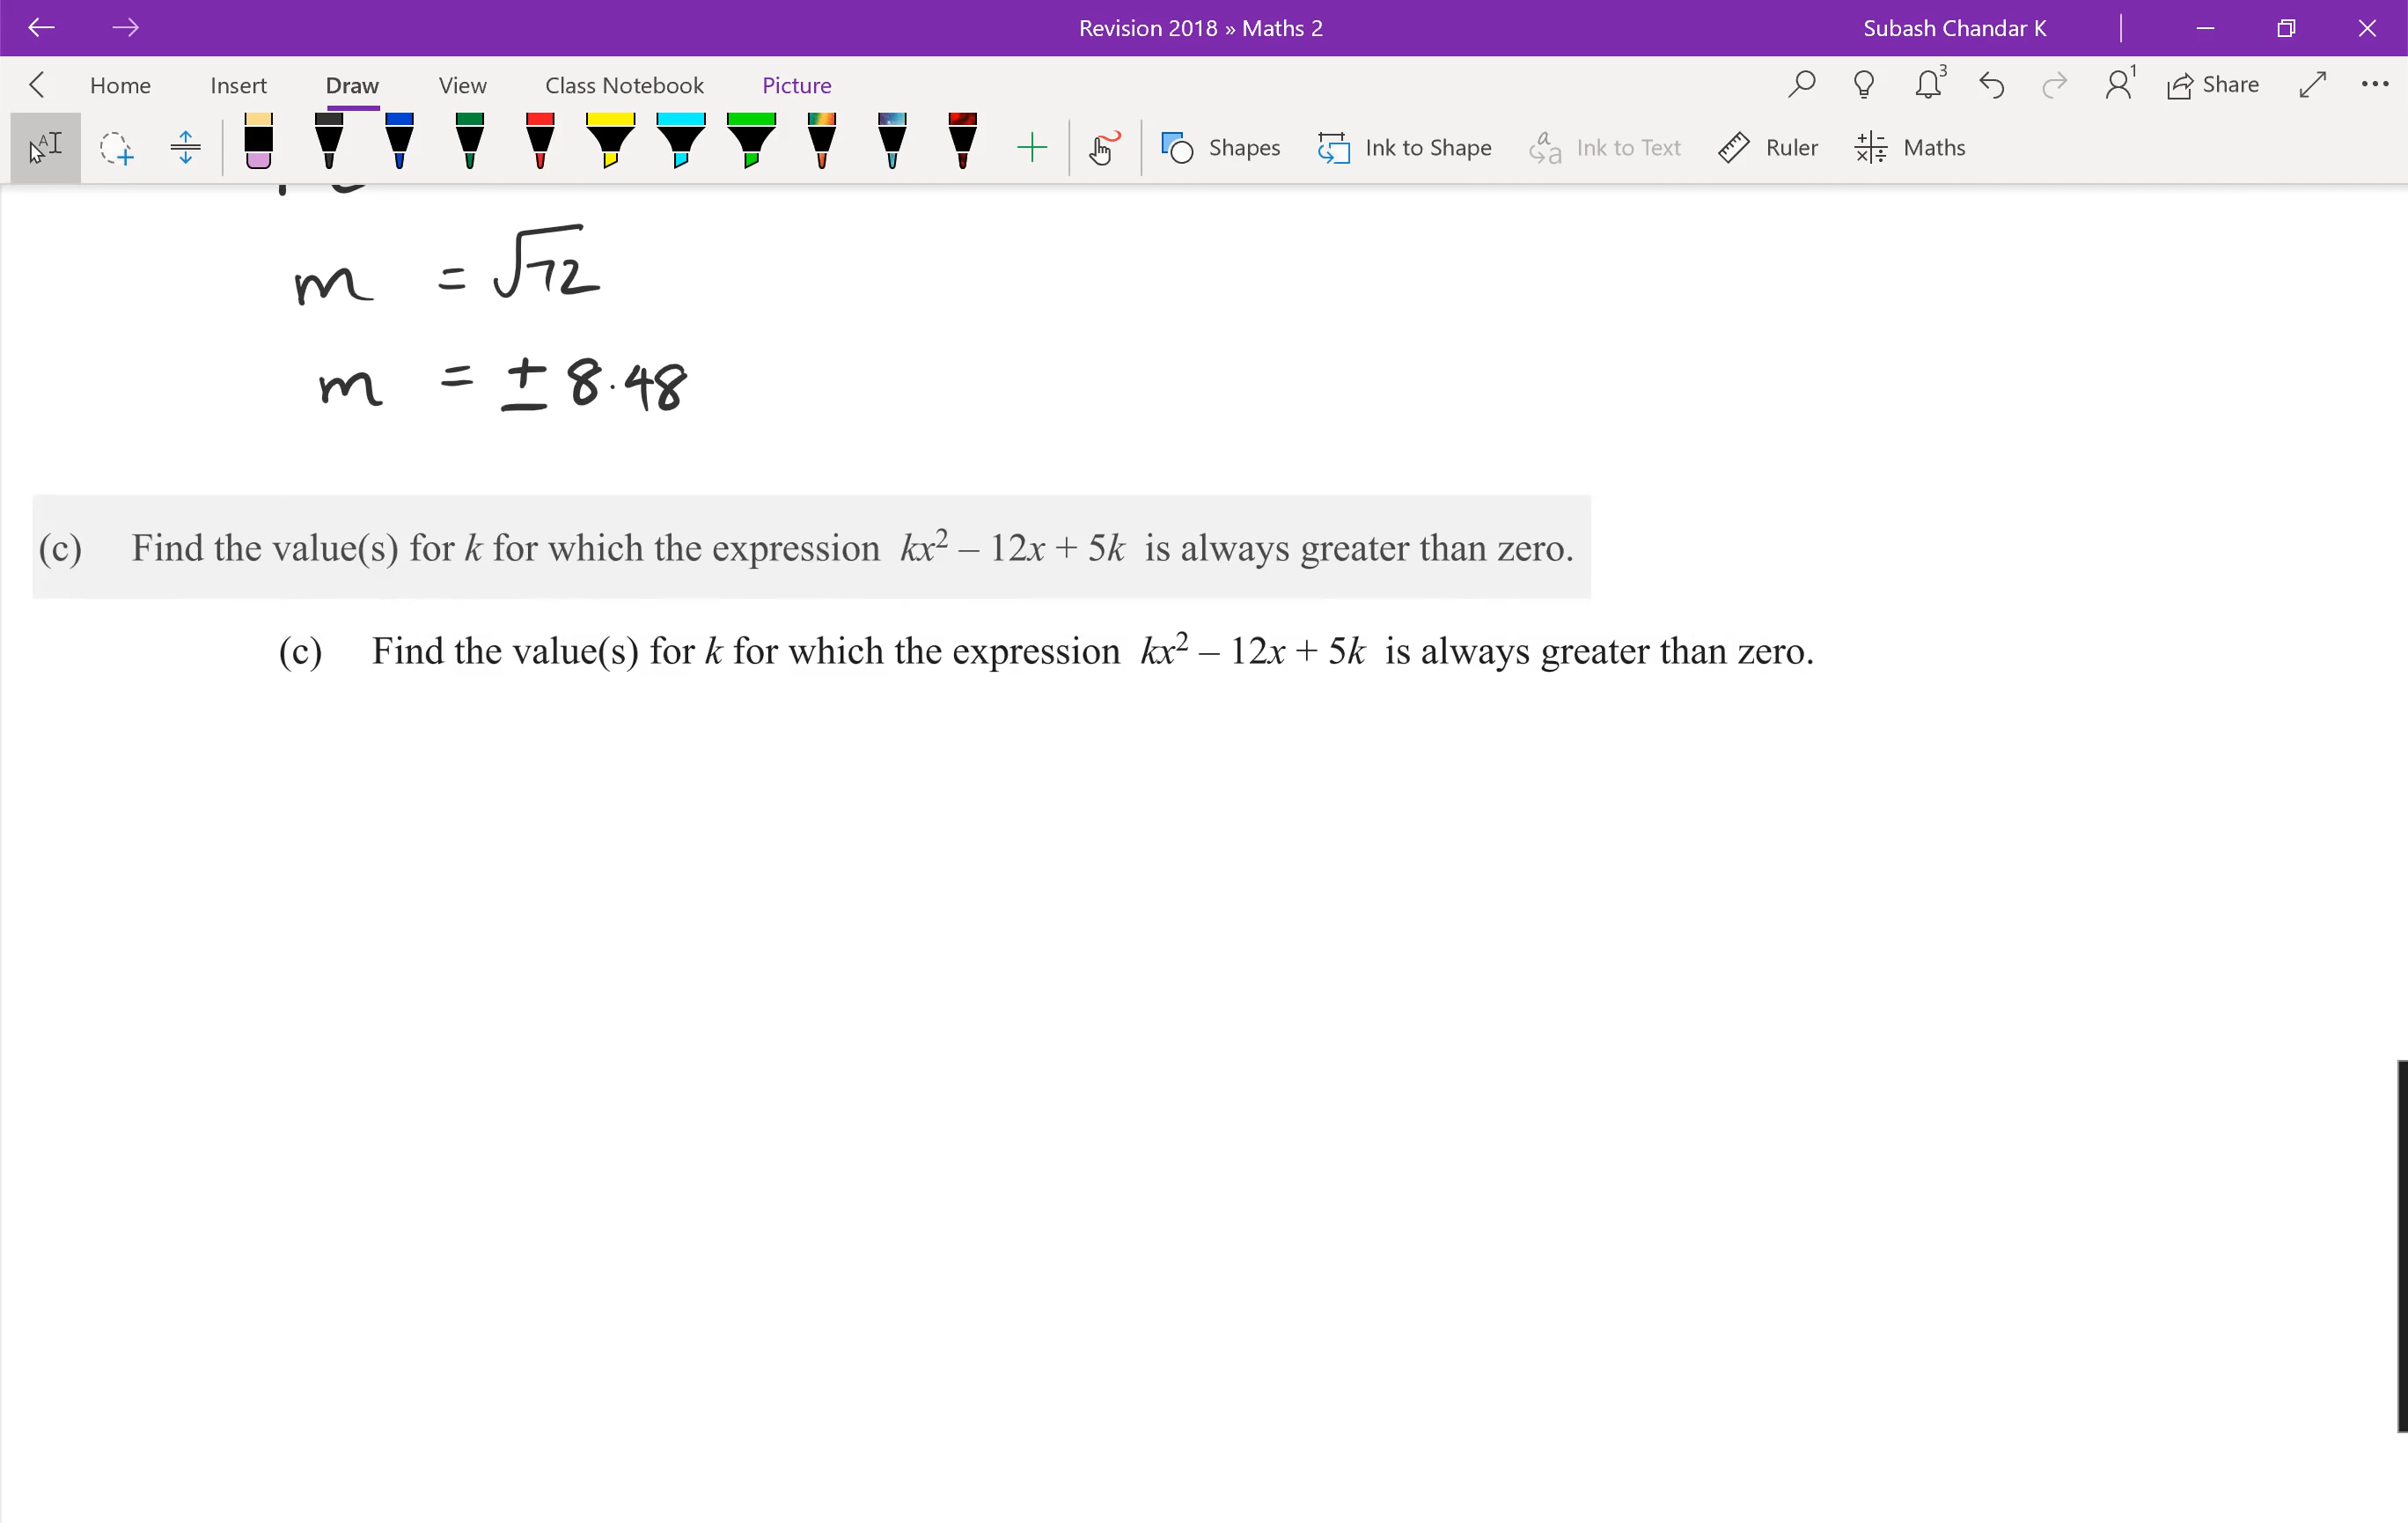 Revision 2018 » Maths 2
Subash Chandar K
Home Insert Draw View Class Notebook Picture
3
1
Share
Shapes Ink to Shape Ink to Text Ruler Maths
m = √72
m = ± 8.48
(c) Find the value(s) for k for which the expression kx² – 12x + 5k is always greater than zero.
(c) Find the value(s) for k for which the expression kx² – 12x + 5k is always greater than zero.